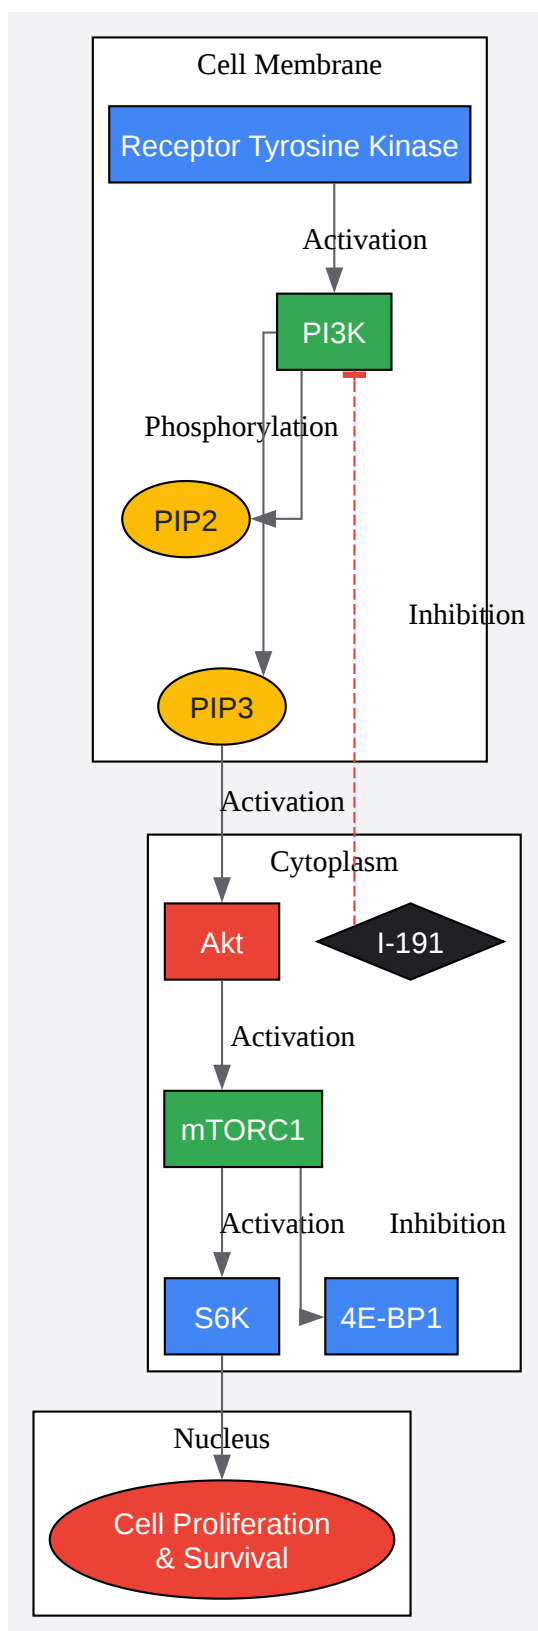 Cell Membrane
Receptor Tyrosine Kinase
Activation
PI3K
Phosphorylation
PIP2
Inhibition
PIP3
Activation
Cytoplasm
Akt
I-191
Activation
mTORC1
Activation
Inhibition
S6K
4E-BP1
Nucleus
Cell Proliferation
& Survival